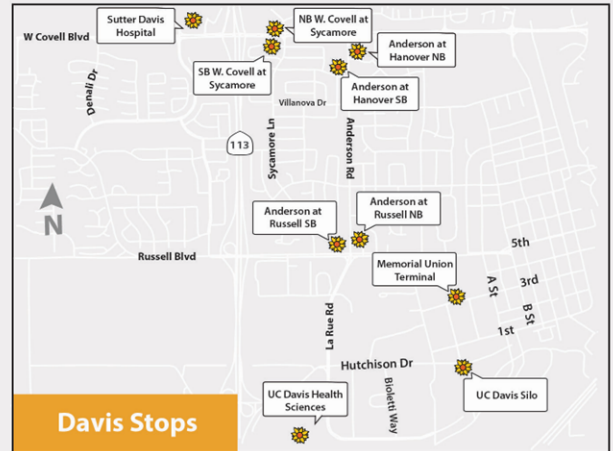 Sutter Davis
Hospital
NB W. Covell at
Sycamore
W Covell Blvd
Anderson at
Hanover NB
SB W. Covell at
Sycamore
Anderson at
Hanover SB
Denali Dr
Villanova Dr
113
Sycamore Ln
Anderson Rd
N
Anderson at
Russell SB
Anderson at
Russell NB
5th
Russell Blvd
Memorial Union
Terminal
A St
3rd
B St
La Rue Rd
1st
Hutchison Dr
Bioletti Way
UC Davis Silo
UC Davis Health
Sciences
Davis Stops